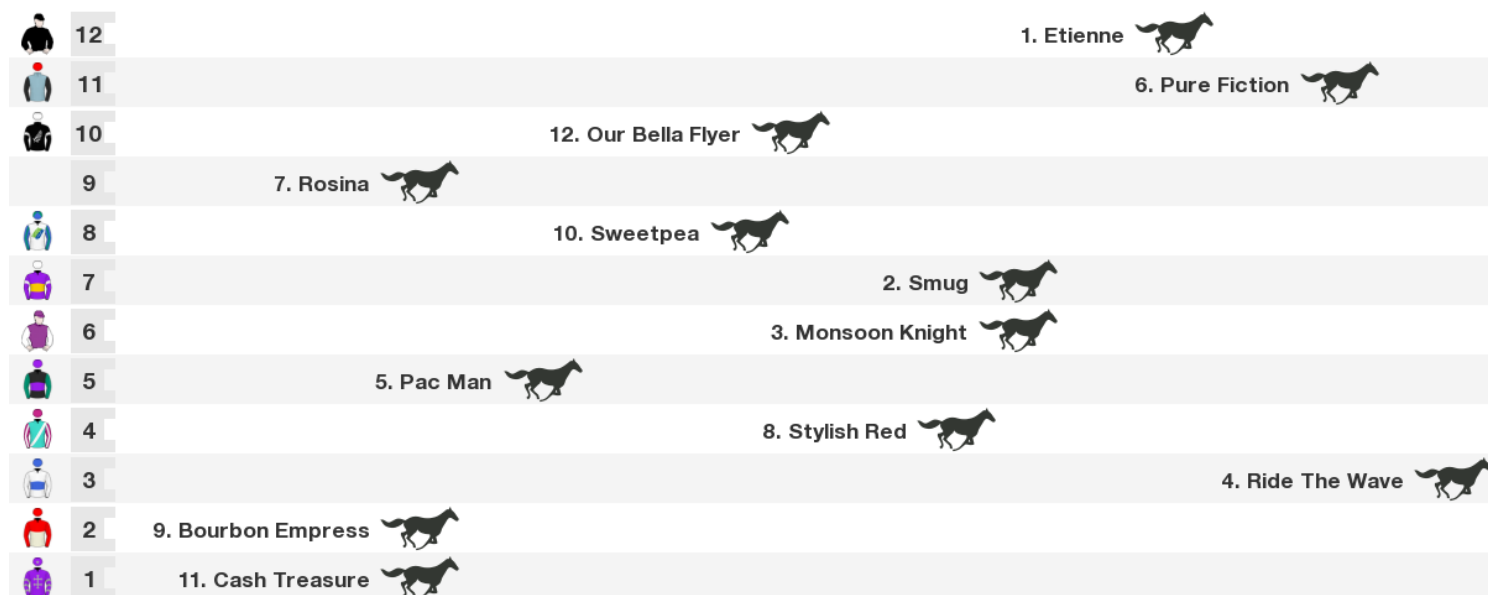 12 1. Etienne
11 6. Pure Fiction
10 12. Our Bella Flyer
9 7. Rosina
8 10. Sweetpea
7 2. Smug
6 3. Monsoon Knight
5 5. Pac Man
4 8. Stylish Red
3 4. Ride The Wave
2 9. Bourbon Empress
1 11. Cash Treasure